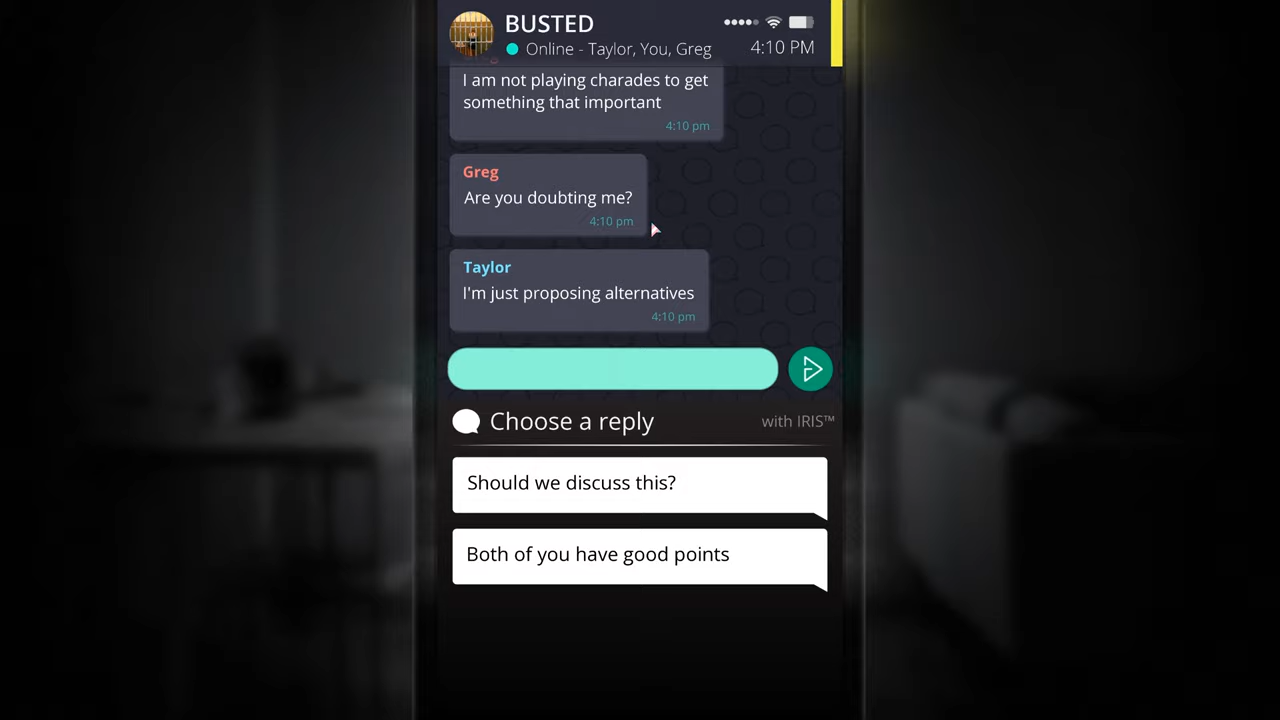 BUSTED
Online - Taylor, You, Greg
4:10 PM
I am not playing charades to get
something that important
4:10 pm
Greg
Are you doubting me?
4:10 pm
Taylor
I'm just proposing alternatives
4:10 pm
Choose a reply
with IRIS™
Should we discuss this?
Both of you have good points